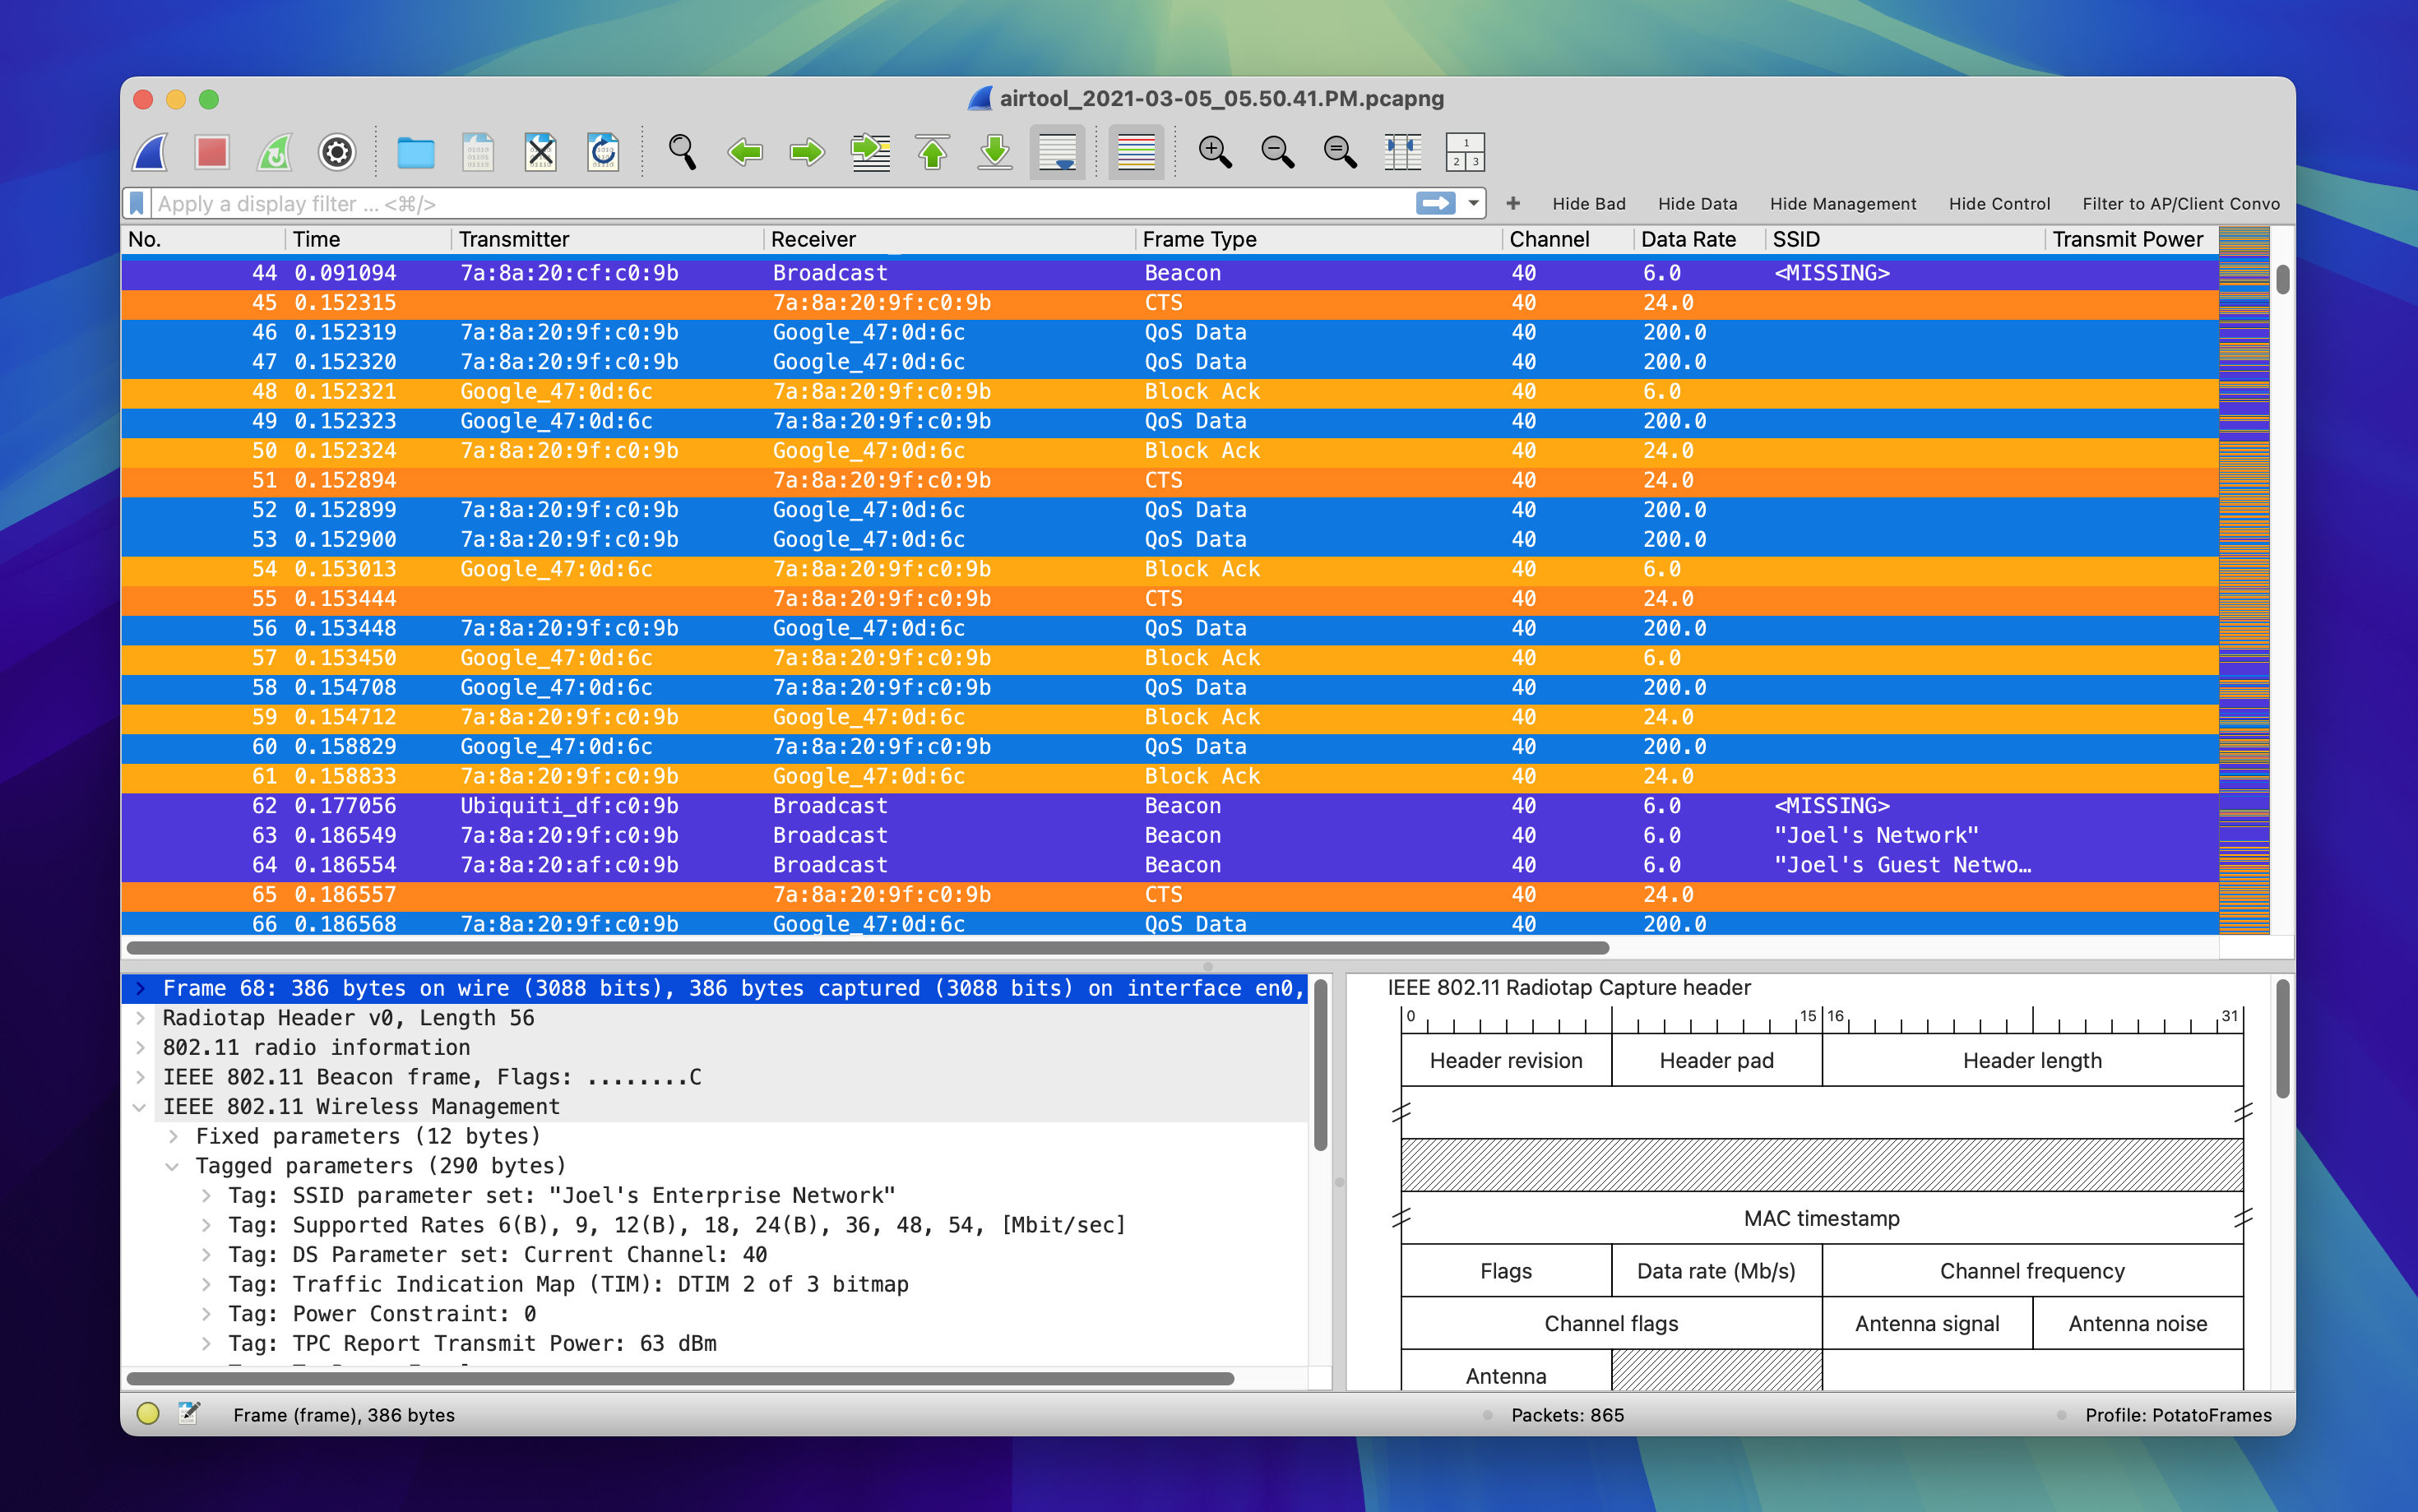 airtool_2021-03-05_05.50.41.PM.pcapng
Apply a display filter ... <⌘/>
+ Hide Bad Hide Data Hide Management Hide Control Filter to AP/Client Convo
No. Time Transmitter Receiver Frame Type Channel Data Rate SSID Transmit Power
44 0.091094 7a:8a:20:cf:c0:9b Broadcast Beacon 40 6.0 <MISSING>
45 0.152315 7a:8a:20:9f:c0:9b CTS 40 24.0
46 0.152319 7a:8a:20:9f:c0:9b Google_47:0d:6c QoS Data 40 200.0
47 0.152320 7a:8a:20:9f:c0:9b Google_47:0d:6c QoS Data 40 200.0
48 0.152321 Google_47:0d:6c 7a:8a:20:9f:c0:9b Block Ack 40 6.0
49 0.152323 Google_47:0d:6c 7a:8a:20:9f:c0:9b QoS Data 40 200.0
50 0.152324 7a:8a:20:9f:c0:9b Google_47:0d:6c Block Ack 40 24.0
51 0.152894 7a:8a:20:9f:c0:9b CTS 40 24.0
52 0.152899 7a:8a:20:9f:c0:9b Google_47:0d:6c QoS Data 40 200.0
53 0.152900 7a:8a:20:9f:c0:9b Google_47:0d:6c QoS Data 40 200.0
54 0.153013 Google_47:0d:6c 7a:8a:20:9f:c0:9b Block Ack 40 6.0
55 0.153444 7a:8a:20:9f:c0:9b CTS 40 24.0
56 0.153448 7a:8a:20:9f:c0:9b Google_47:0d:6c QoS Data 40 200.0
57 0.153450 Google_47:0d:6c 7a:8a:20:9f:c0:9b Block Ack 40 6.0
58 0.154708 Google_47:0d:6c 7a:8a:20:9f:c0:9b QoS Data 40 200.0
59 0.154712 7a:8a:20:9f:c0:9b Google_47:0d:6c Block Ack 40 24.0
60 0.158829 Google_47:0d:6c 7a:8a:20:9f:c0:9b QoS Data 40 200.0
61 0.158833 7a:8a:20:9f:c0:9b Google_47:0d:6c Block Ack 40 24.0
62 0.177056 Ubiquiti_df:c0:9b Broadcast Beacon 40 6.0 <MISSING>
63 0.186549 7a:8a:20:9f:c0:9b Broadcast Beacon 40 6.0 "Joel's Network"
64 0.186554 7a:8a:20:af:c0:9b Broadcast Beacon 40 6.0 "Joel's Guest Netwo…
65 0.186557 7a:8a:20:9f:c0:9b CTS 40 24.0
66 0.186568 7a:8a:20:9f:c0:9b Google_47:0d:6c QoS Data 40 200.0
Frame 68: 386 bytes on wire (3088 bits), 386 bytes captured (3088 bits) on interface en0,
Radiotap Header v0, Length 56
802.11 radio information
IEEE 802.11 Beacon frame, Flags: ........C
IEEE 802.11 Wireless Management
Fixed parameters (12 bytes)
Tagged parameters (290 bytes)
Tag: SSID parameter set: "Joel's Enterprise Network"
Tag: Supported Rates 6(B), 9, 12(B), 18, 24(B), 36, 48, 54, [Mbit/sec]
Tag: DS Parameter set: Current Channel: 40
Tag: Traffic Indication Map (TIM): DTIM 2 of 3 bitmap
Tag: Power Constraint: 0
Tag: TPC Report Transmit Power: 63 dBm
IEEE 802.11 Radiotap Capture header
0 15 16 31
Header revision Header pad Header length
MAC timestamp
Flags Data rate (Mb/s) Channel frequency
Channel flags Antenna signal Antenna noise
Antenna
Frame (frame), 386 bytes Packets: 865 Profile: PotatoFrames